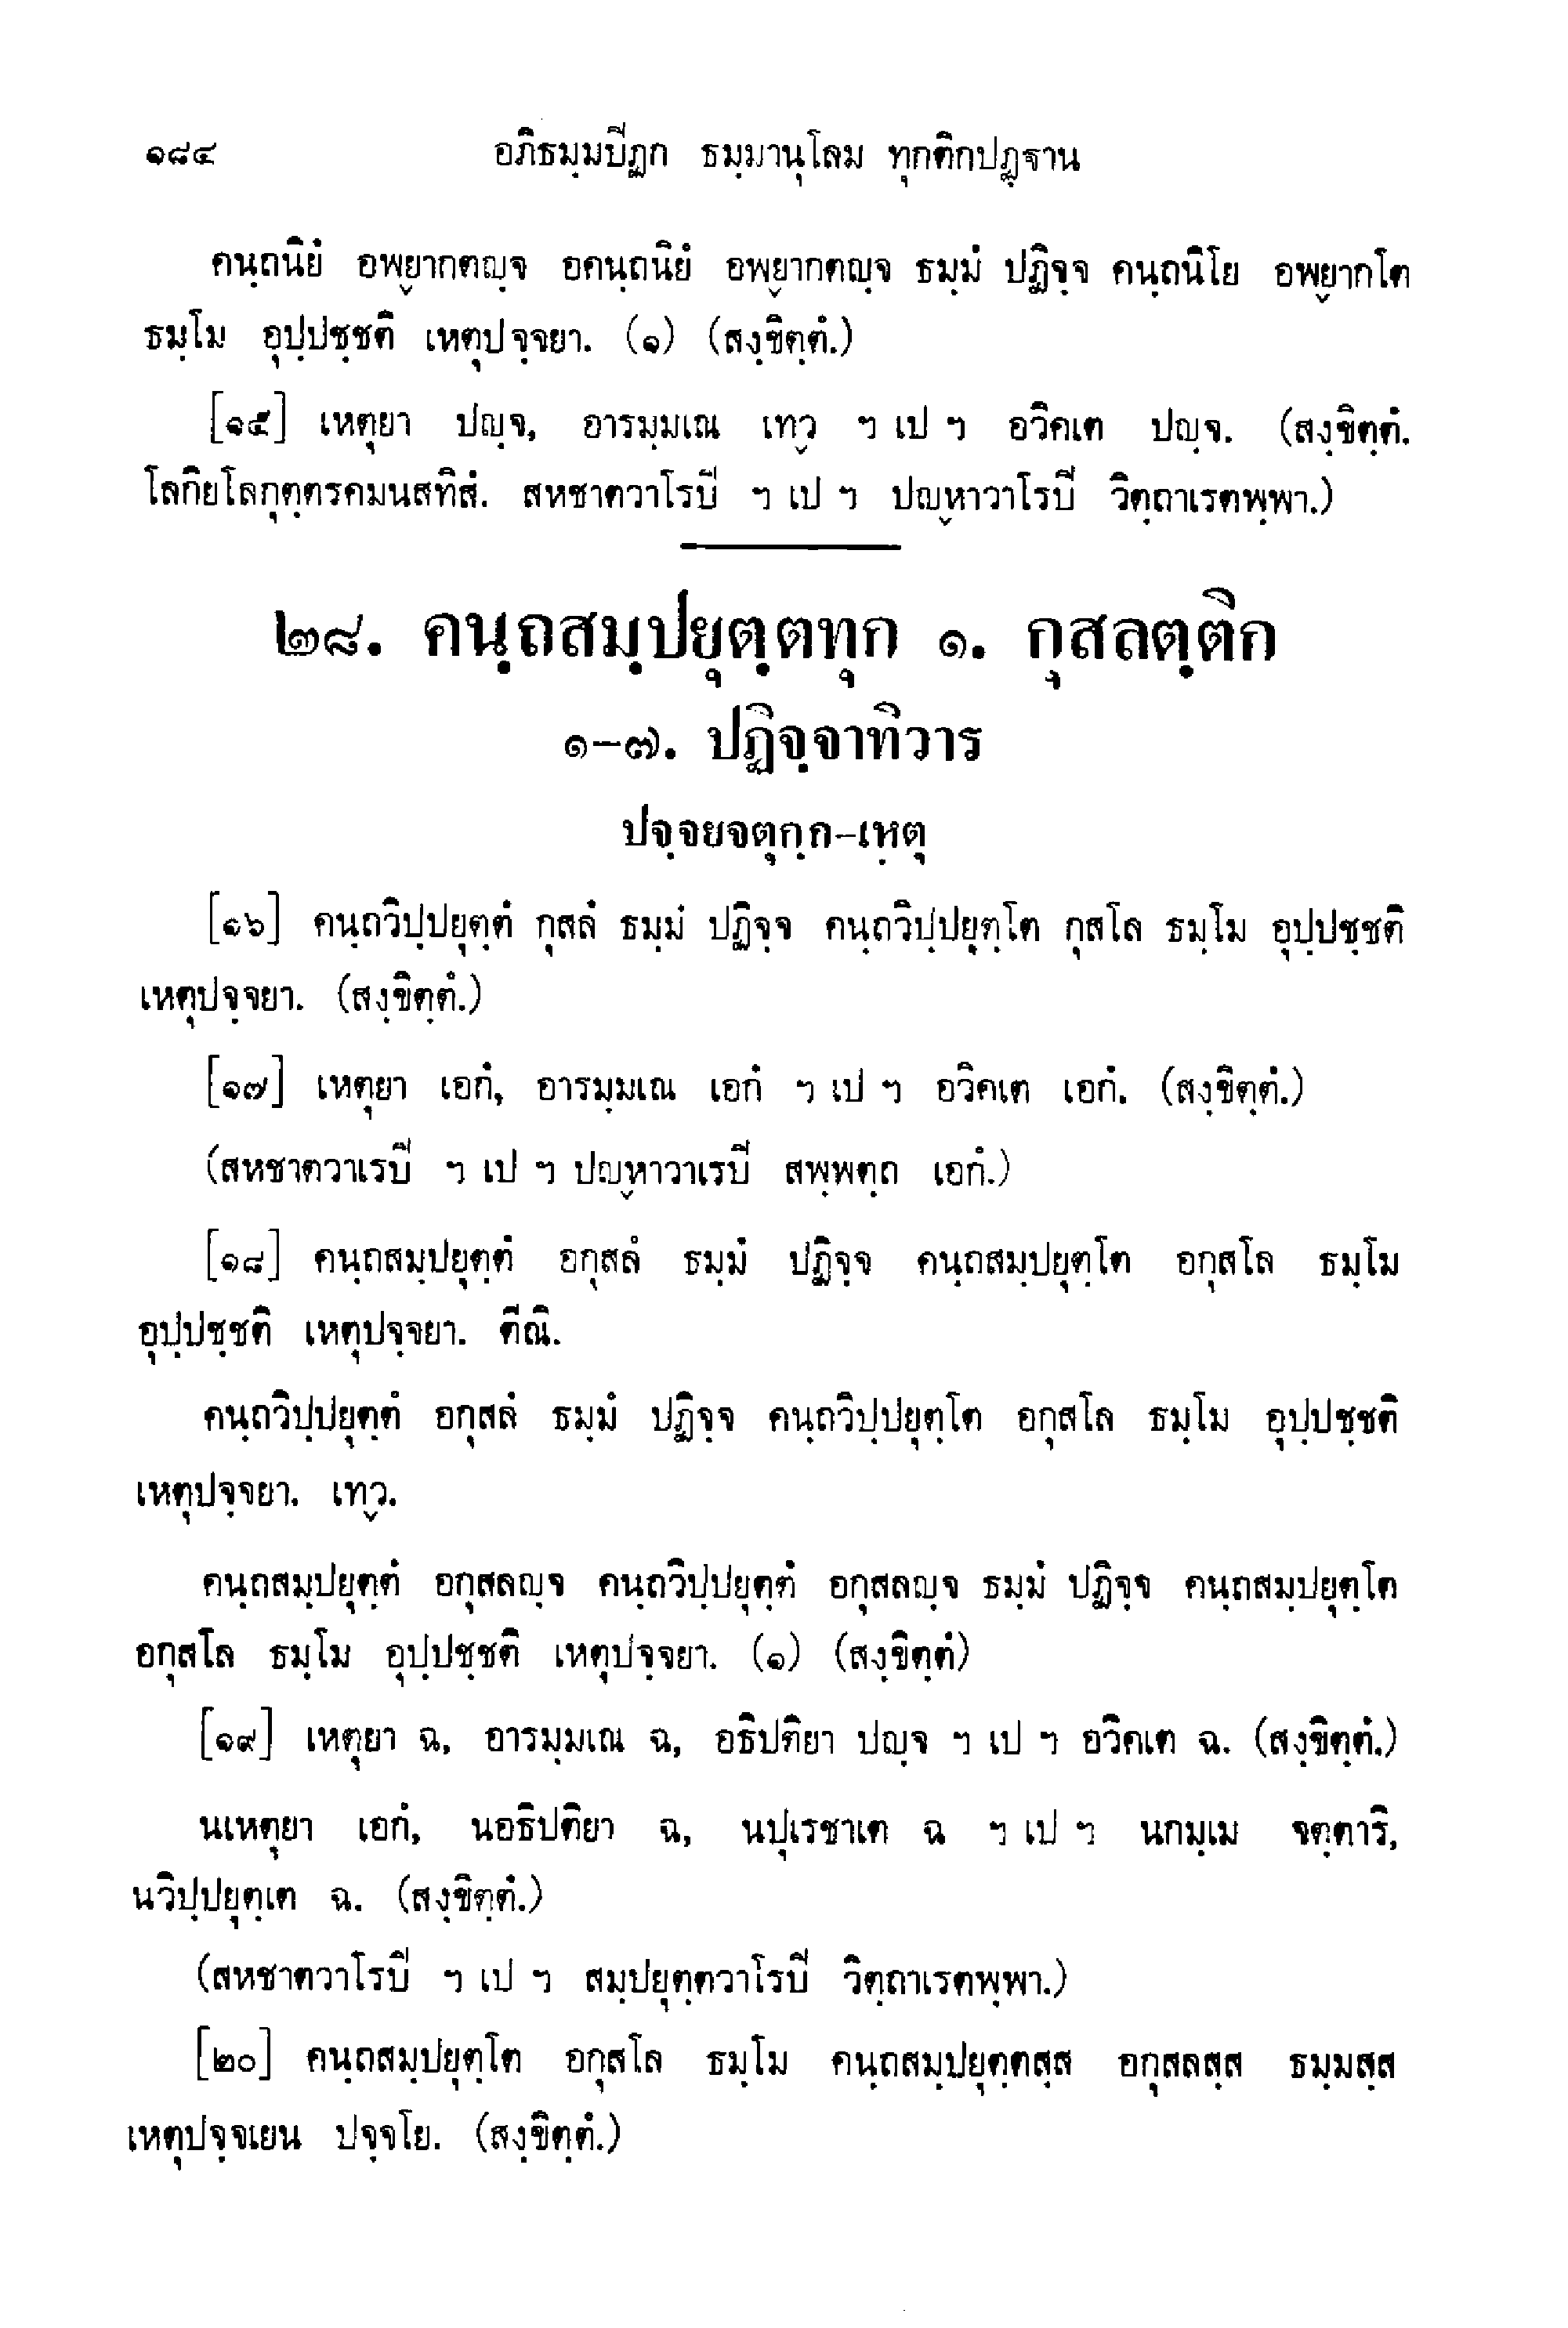 ๑๘๔ อภิธมฺมปีฏก ธมฺมานุโลม ทุกติกปฏฺฐาน
คนฺถนิยํ อพฺยากตญฺจ อคนฺถนิยํ อพฺยากตญฺจ ธมฺมํ ปฏิจฺจ คนฺถนิโย อพฺยากโต
ธมฺโม อุปฺปชฺชติ เหตุปจฺจยา. (๑) (สงฺขิตฺตํ.)
[๑๕] เหตุยา ปญฺจ, อารมฺมเณ เทฺว ฯ เป ฯ อวิคเต ปญฺจ. (สงฺขิตฺตํ.
โลกิยโลกุตฺตรคมนสทิสํ. สหชาตวาโรปี ฯ เป ฯ ปญฺหาวาโรปี วิตฺถาเรตพฺพา.)
๒๘. คนฺถสมฺปยุตฺตทุก ๑. กุสลตฺติก
๑-๗. ปฏิจฺจาทิวาร
ปจฺจยจตุกฺก-เหตุ
[๑๖] คนฺถวิปฺปยุตฺตํ กุสลํ ธมฺมํ ปฏิจฺจ คนฺถวิปฺปยุตฺโต กุสโล ธมฺโม อุปฺปชฺชติ
เหตุปจฺจยา. (สงฺขิตฺตํ.)
[๑๗] เหตุยา เอกํ, อารมฺมเณ เอกํ ฯ เป ฯ อวิคเต เอกํ. (สงฺขิตฺตํ.)
(สหชาตวาเรปี ฯ เป ฯ ปญฺหาวาเรปี สพฺพตฺถ เอกํ.)
[๑๘] คนฺถสมฺปยุตฺตํ อกุสลํ ธมฺมํ ปฏิจฺจ คนฺถสมฺปยุตฺโต อกุสโล ธมฺโม
อุปฺปชฺชติ เหตุปจฺจยา. ตีณิ.
คนฺถวิปฺปยุตฺตํ อกุสลํ ธมฺมํ ปฏิจฺจ คนฺถวิปฺปยุตฺโต อกุสโล ธมฺโม อุปฺปชฺชติ
เหตุปจฺจยา. เทฺว.
คนฺถสมฺปยุตฺตํ อกุสลญฺจ คนฺถวิปฺปยุตฺตํ อกุสลญฺจ ธมฺมํ ปฏิจฺจ คนฺถสมฺปยุตฺโต
อกุสโล ธมฺโม อุปฺปชฺชติ เหตุปจฺจยา. (๑) (สงฺขิตฺตํ)
[๑๙] เหตุยา ฉ, อารมฺมเณ ฉ, อธิปติยา ปญฺจ ฯ เป ฯ อวิคเต ฉ. (สงฺขิตฺตํ.)
นเหตุยา เอกํ, นอธิปติยา ฉ, นปุเรชาเต ฉ ฯ เป ฯ นกมฺเม จตฺตาริ,
นวิปฺปยุตฺเต ฉ. (สงฺขิตฺตํ.)
(สหชาตวาโรปี ฯ เป ฯ สมฺปยุตฺตวาโรปี วิตฺถาเรตพฺพา.)
[๒๐] คนฺถสมฺปยุตฺโต อกุสโล ธมฺโม คนฺถสมฺปยุตฺตสฺส อกุสลสฺส ธมฺมสฺส
เหตุปจฺจเยน ปจฺจโย. (สงฺขิตฺตํ.)